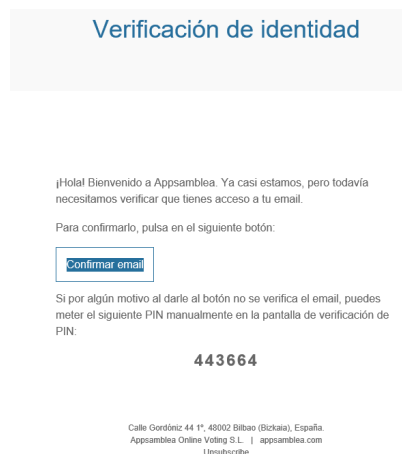 Verificación de identidad
¡Hola! Bienvenido a Appsamblea. Ya casi estamos, pero todavía
necesitamos verificar que tienes acceso a tu email.
Para confirmarlo, pulsa en el siguiente botón:
Confirmar email
Si por algún motivo al darle al botón no se verifica el email, puedes
meter el siguiente PIN manualmente en la pantalla de verificación de
PIN:
443664
Calle Gordóniz 44 1º, 48002 Bilbao (Bizkaia), España.
Appsamblea Online Voting S.L. | appsamblea.com
Unsubscribe